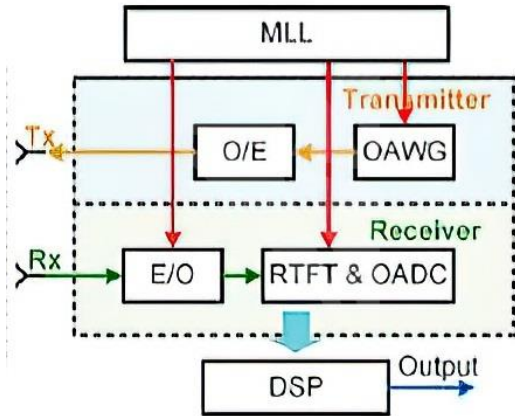 MLL
Transmitter
Tx
O/E
OAWG
Receiver
Rx
E/O
RTFT & OADC
DSP
Output